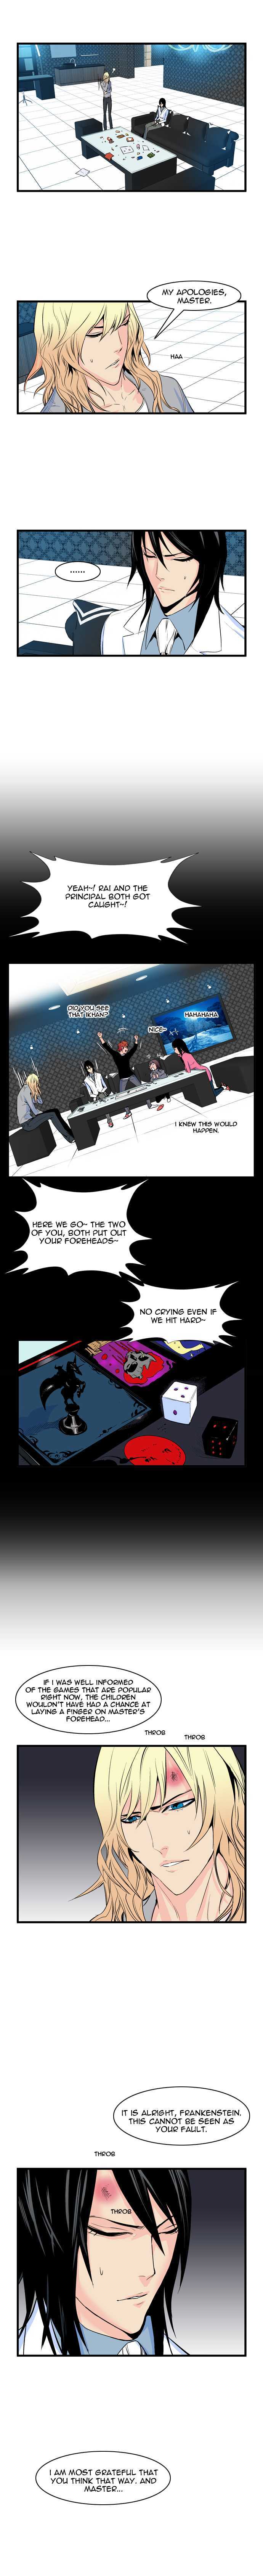 MY APOLOGIES,
MASTER.
HAA
......
YEAH~! RAI AND THE
PRINCIPAL BOTH GOT
CAUGHT~!
DID YOU SEE
THAT IKHAN?
NICE~
HAHAHAHA
I KNEW THIS WOULD
HAPPEN.
HERE WE GO~ THE TWO
OF YOU, BOTH PUT OUT
YOUR FOREHEADS~
NO CRYING EVEN IF
WE HIT HARD~
IF I WAS WELL INFORMED
OF THE GAMES THAT ARE POPULAR
RIGHT NOW, THE CHILDREN
WOULDN'T HAVE HAD A CHANCE AT
LAYING A FINGER ON MASTER'S
FOREHEAD...
THROB
THROB
IT IS ALRIGHT, FRANKENSTEIN.
THIS CANNOT BE SEEN AS
YOUR FAULT.
THROB
THROB
I AM MOST GRATEFUL THAT
YOU THINK THAT WAY. AND
MASTER...